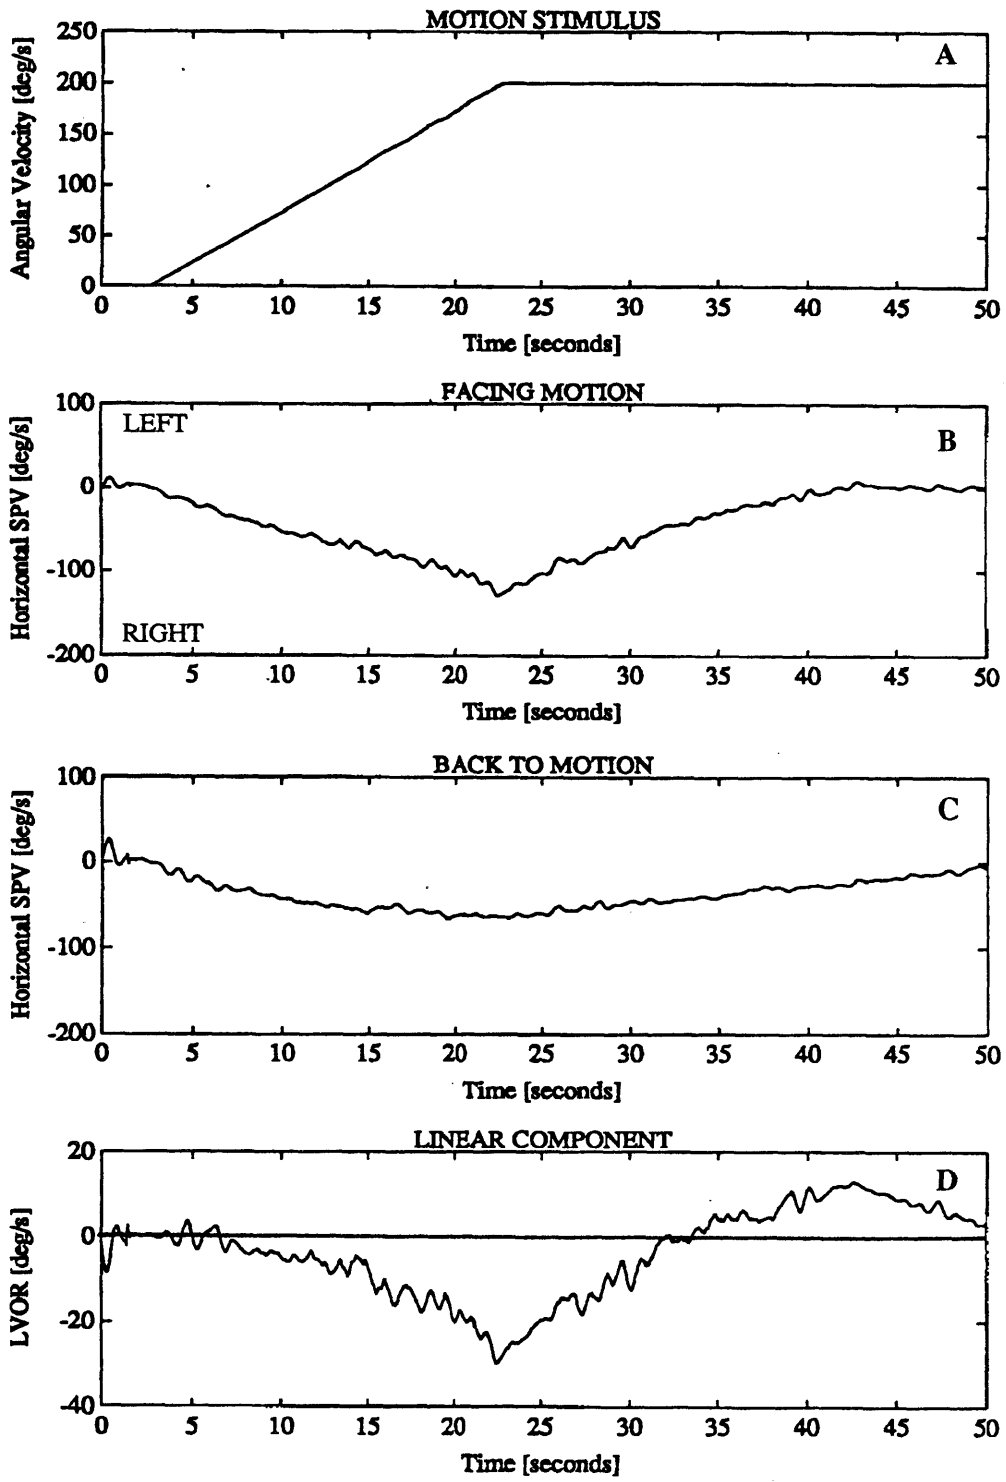 MOTION STIMULUS
A
Angular Velocity [deg/s]
250
200
150
100
50
0
0 5 10 15 20 25 30 35 40 45 50
Time [seconds]
FACING MOTION
LEFT
B
RIGHT
Horizontal SPV [deg/s]
100
0
-100
-200
0 5 10 15 20 25 30 35 40 45 50
Time [seconds]
BACK TO MOTION
C
Horizontal SPV [deg/s]
100
0
-100
-200
0 5 10 15 20 25 30 35 40 45 50
Time [seconds]
LINEAR COMPONENT
D
LVOR [deg/s]
20
0
-20
-40
0 5 10 15 20 25 30 35 40 45 50
Time [seconds]